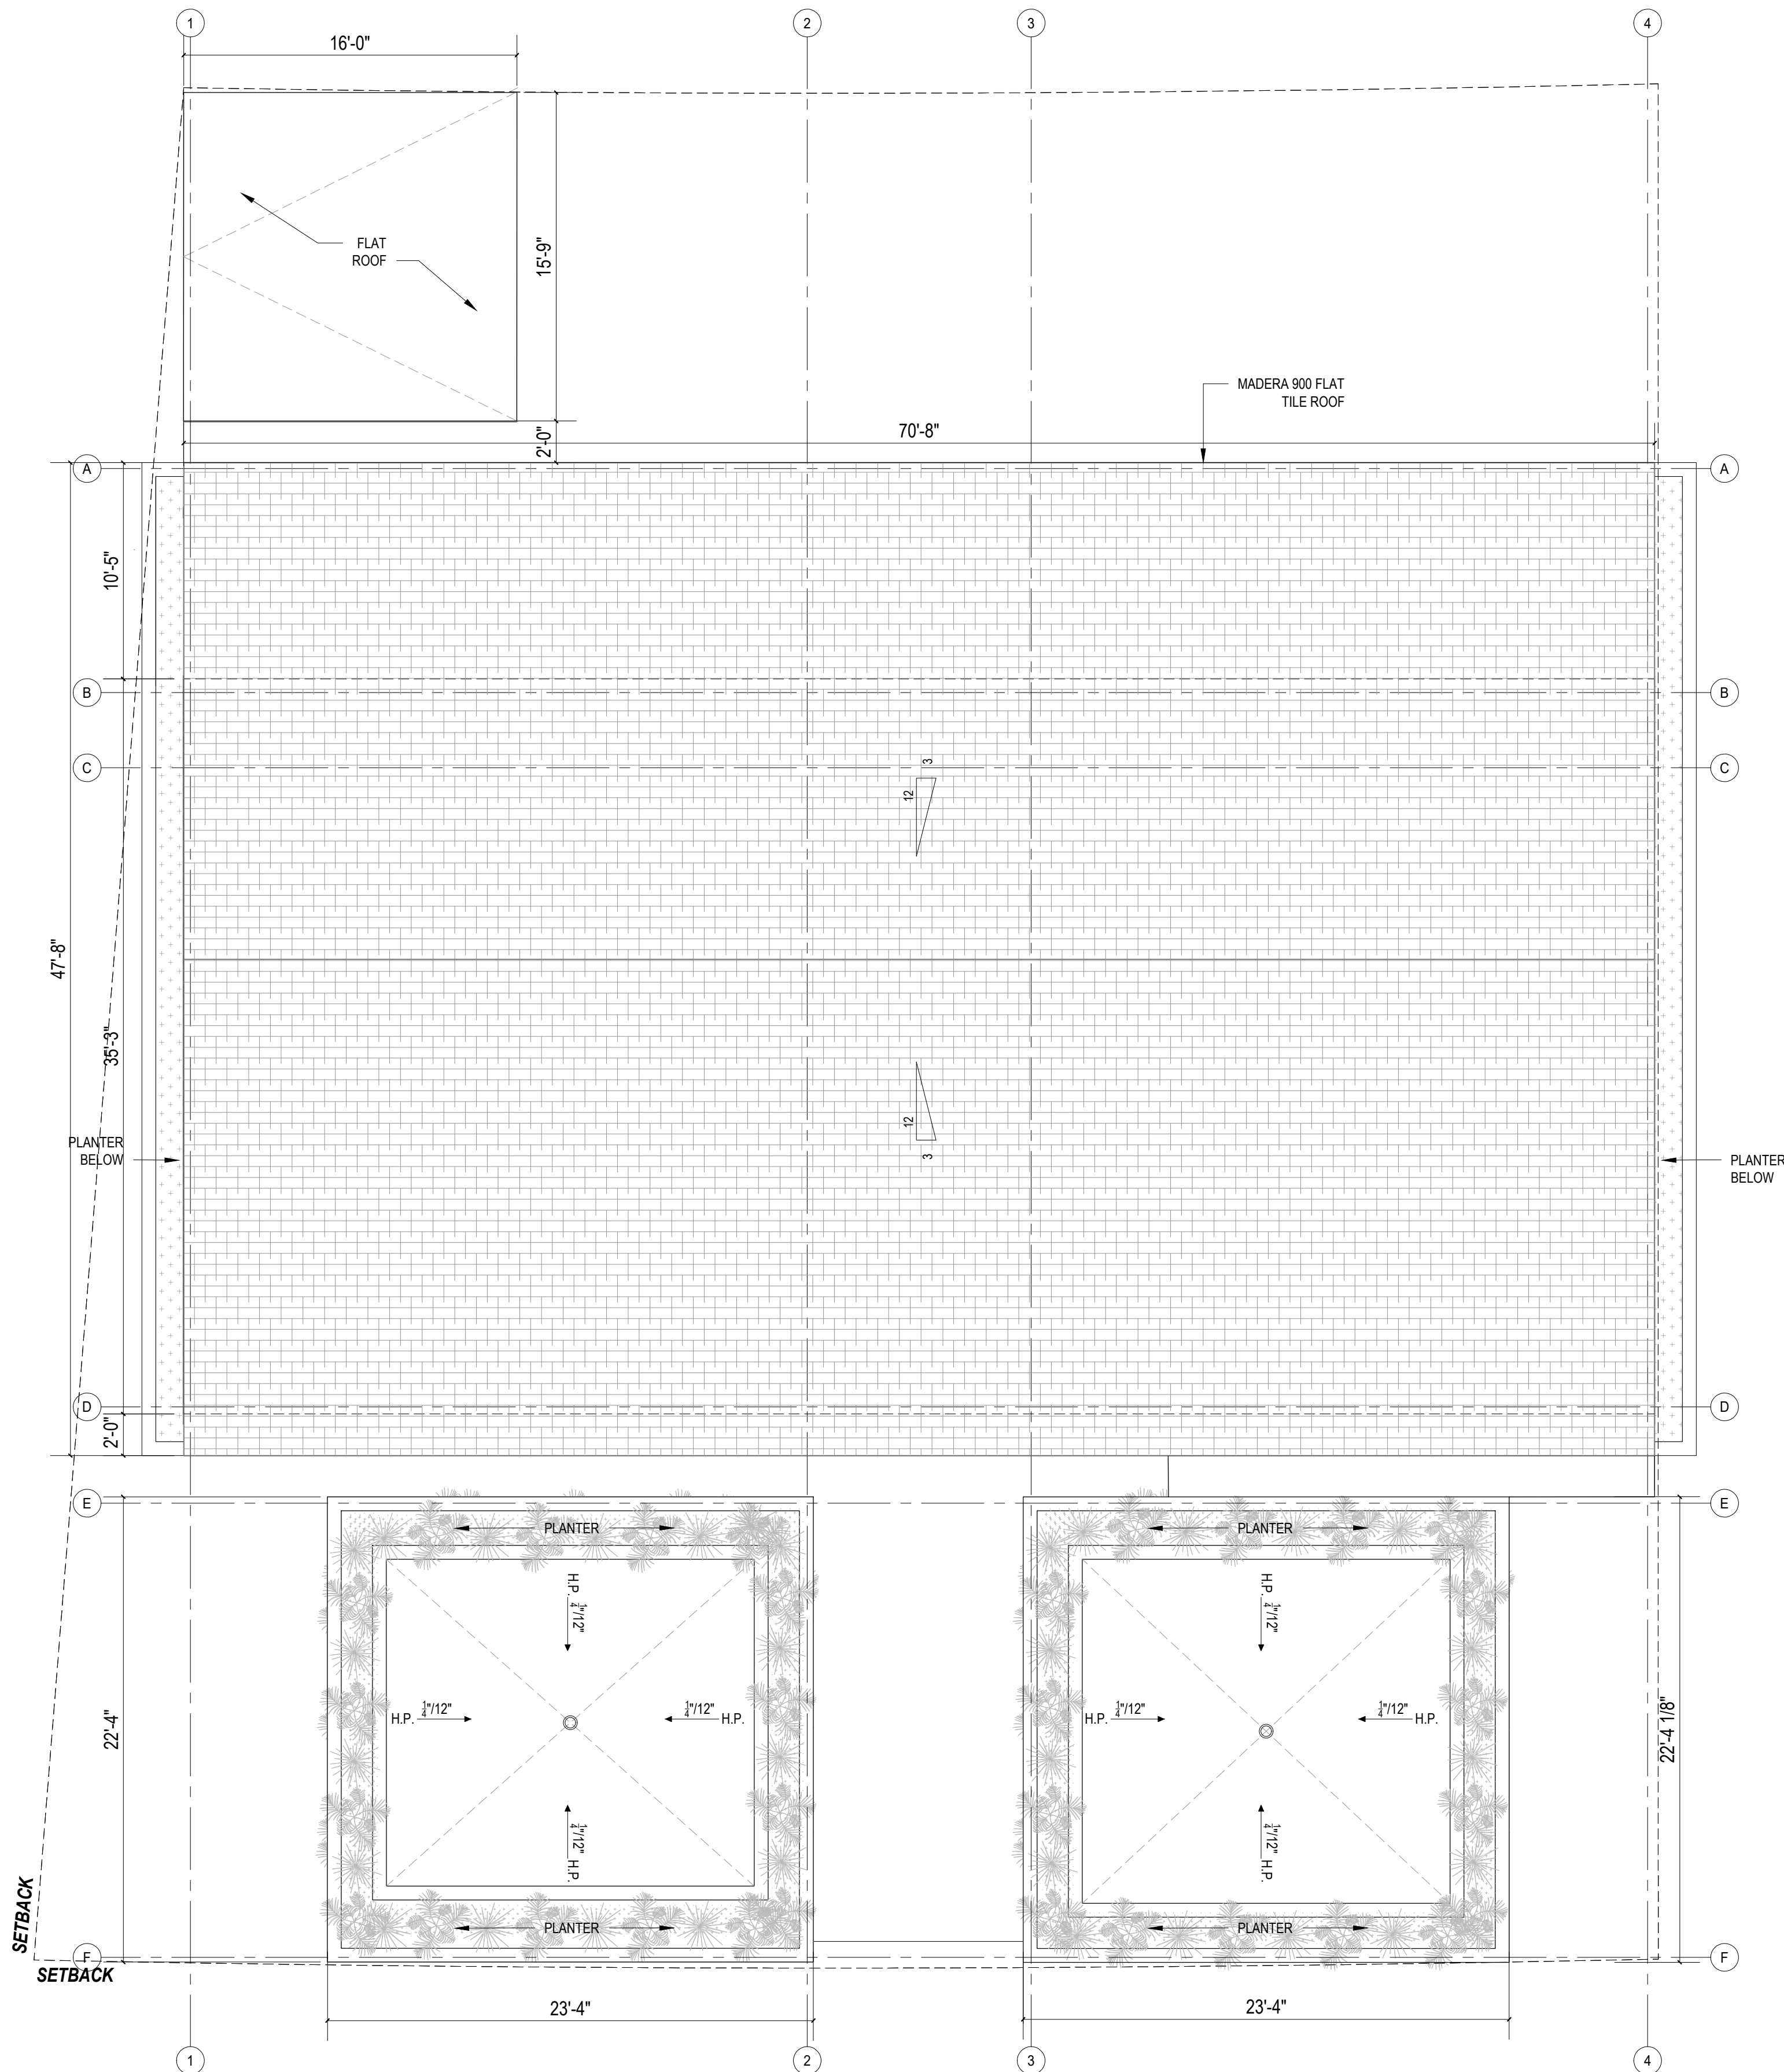 1
2
3
4
16'-0"
FLAT
ROOF
15'-9"
MADERA 900 FLAT
TILE ROOF
2'-0"
70'-8"
A
A
10'-5"
B
B
C
C
3
12
47'-8"
35'-3"
12
3
PLANTER
BELOW
PLANTER
BELOW
D
D
2'-0"
E
E
PLANTER
PLANTER
H.P. 1/4"/12"
H.P. 1/4"/12"
22'-4"
H.P. 1/4"/12"
1/4"/12" H.P.
H.P. 1/4"/12"
1/4"/12" H.P.
22'-4 1/8"
1/4"/12" H.P.
1/4"/12" H.P.
PLANTER
PLANTER
SETBACK
F
F
SETBACK
23'-4"
23'-4"
1
2
3
4